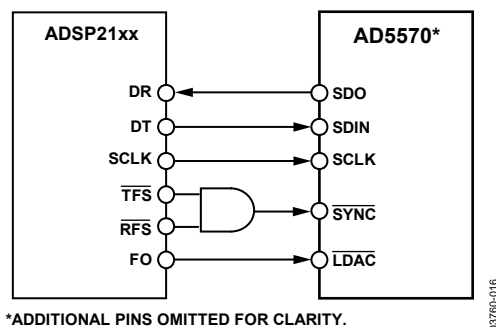 ADSP21xx
AD5570*
DR
SDO
DT
SDIN
SCLK
SCLK
TFS
SYNC
RFS
FO
LDAC
*ADDITIONAL PINS OMITTED FOR CLARITY.
03760-016